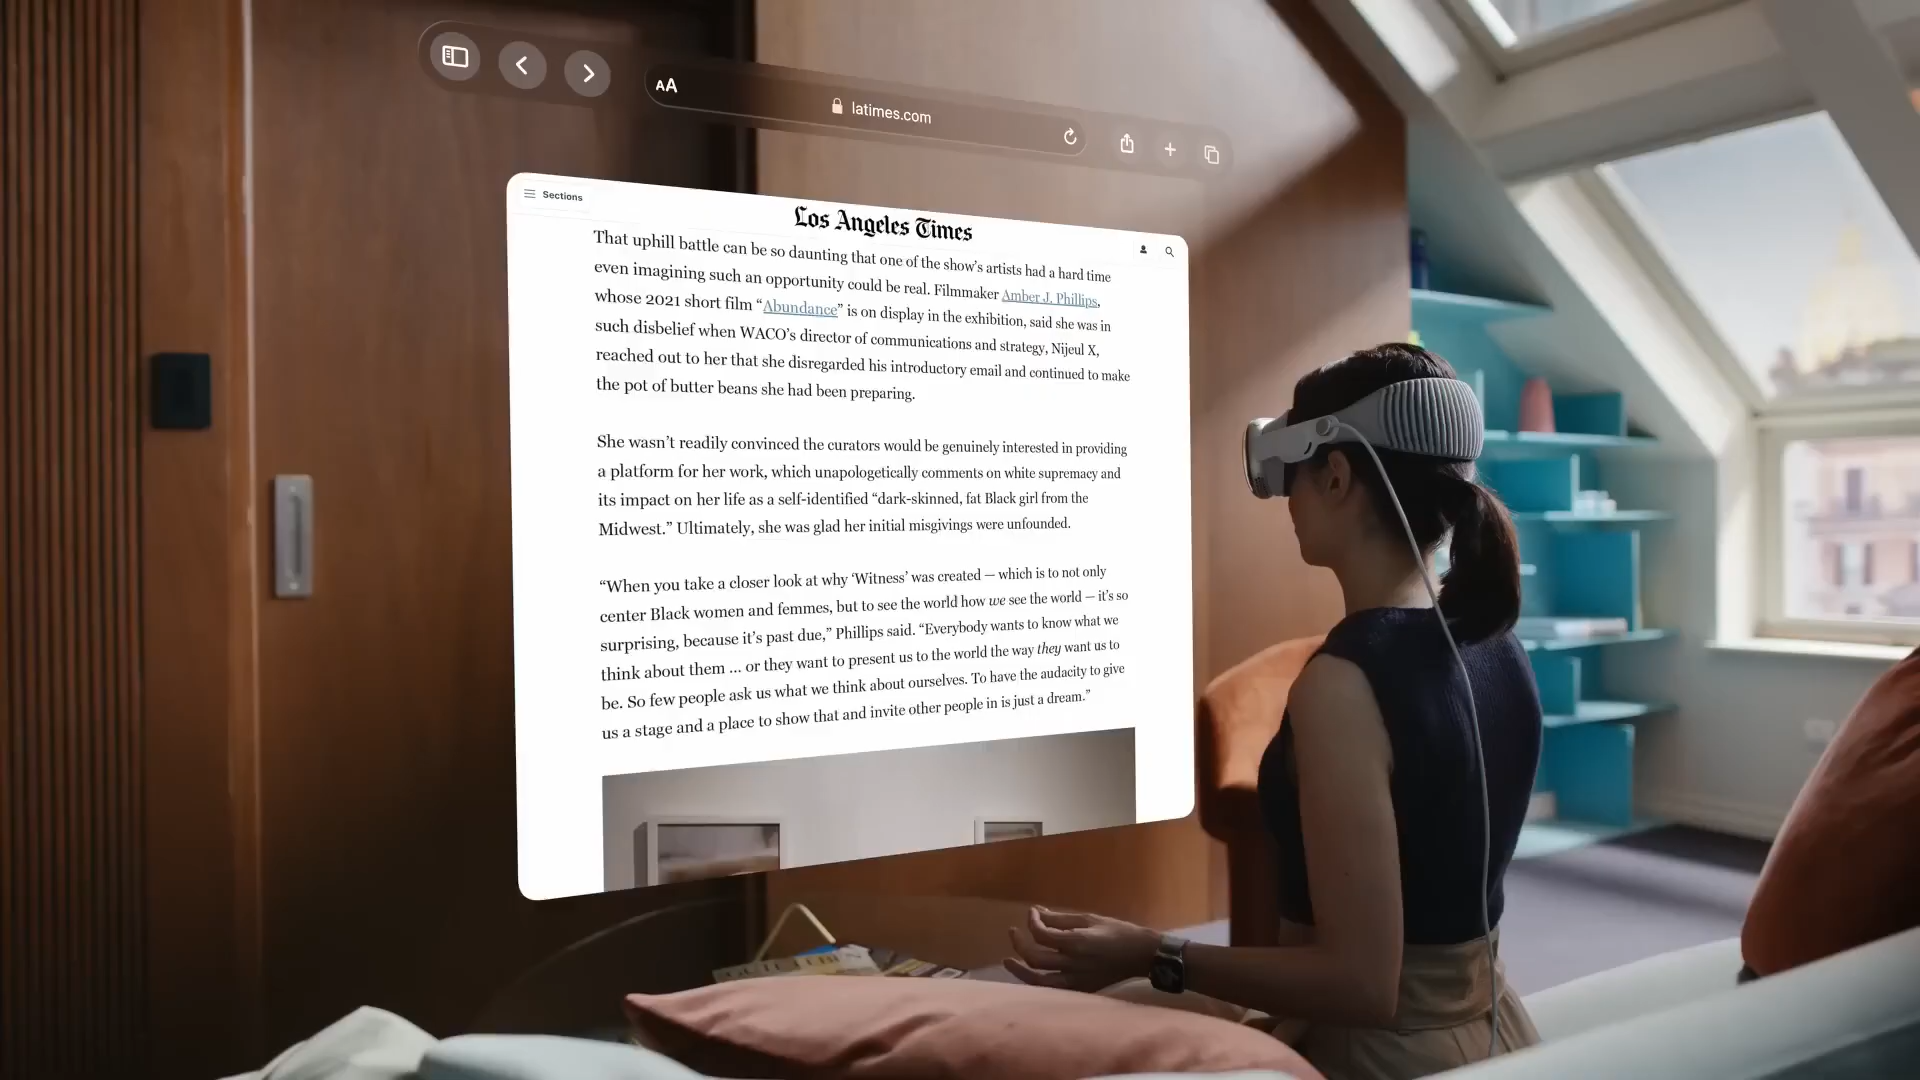 AA
latimes.com
Sections
Los Angeles Times
That uphill battle can be so daunting that one of the show’s artists had a hard time
even imagining such an opportunity could be real. Filmmaker Amber J. Phillips,
whose 2021 short film “Abundance” is on display in the exhibition, said she was in
such disbelief when WACO’s director of communications and strategy, Nijeul X,
reached out to her that she disregarded his introductory email and continued to make
the pot of butter beans she had been preparing.
She wasn’t readily convinced the curators would be genuinely interested in providing
a platform for her work, which unapologetically comments on white supremacy and
its impact on her life as a self-identified “dark-skinned, fat Black girl from the
Midwest.” Ultimately, she was glad her initial misgivings were unfounded.
“When you take a closer look at why ‘Witness’ was created — which is to not only
center Black women and femmes, but to see the world how we see the world — it’s so
surprising, because it’s past due,” Phillips said. “Everybody wants to know what we
think about them ... or they want to present us to the world the way they want us to
be. So few people ask us what we think about ourselves. To have the audacity to give
us a stage and a place to show that and invite other people in is just a dream.”